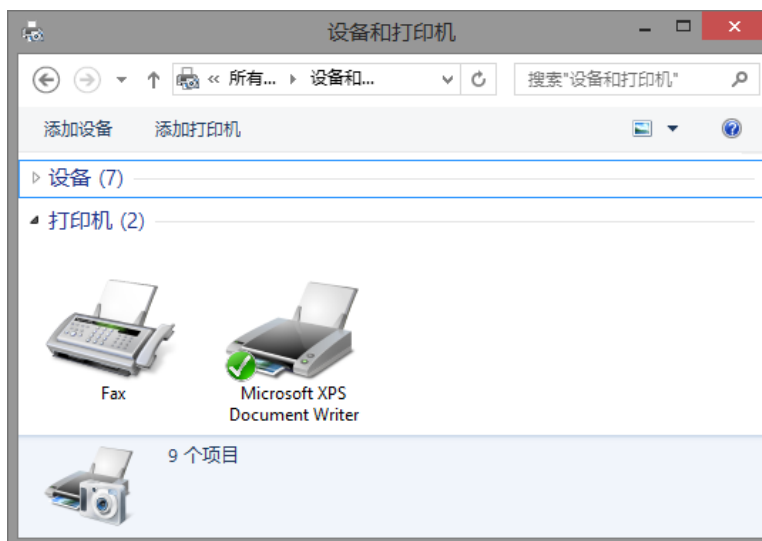 设备和打印机
« 所有... 设备和...
搜索"设备和打印机"
添加设备 添加打印机
设备 (7)
打印机 (2)
Fax
Microsoft XPS
Document Writer
9 个项目